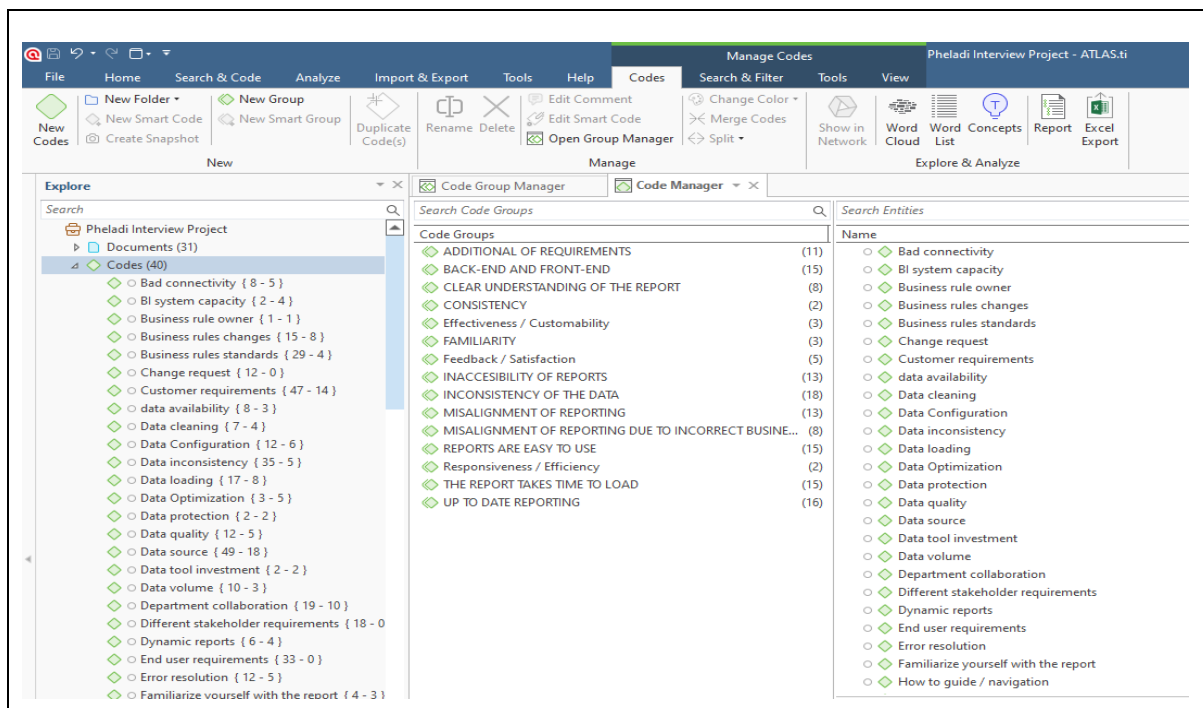 Manage Codes
Pheladi Interview Project - ATLAS.ti
File Home Search & Code Analyze Import & Export Tools Help Codes Search & Filter Tools View
New Folder
New Smart Code
Create Snapshot
New Codes
New Group
New Smart Group
Duplicate Code(s)
New
Rename Delete
Edit Comment
Edit Smart Code
Open Group Manager
Change Color
Merge Codes
Split
Manage
Show in Network
Word Cloud
Word List
Concepts
Report
Excel Export
Explore & Analyze
Explore
Search
Pheladi Interview Project
Documents (31)
Codes (40)
Bad connectivity { 8 - 5 }
BI system capacity { 2 - 4 }
Business rule owner { 1 - 1 }
Business rules changes { 15 - 8 }
Business rules standards { 29 - 4 }
Change request { 12 - 0 }
Customer requirements { 47 - 14 }
data availability { 8 - 3 }
Data cleaning { 7 - 4 }
Data Configuration { 12 - 6 }
Data inconsistency { 35 - 5 }
Data loading { 17 - 8 }
Data Optimization { 3 - 5 }
Data protection { 2 - 2 }
Data quality { 12 - 5 }
Data source { 49 - 18 }
Data tool investment { 2 - 2 }
Data volume { 10 - 3 }
Department collaboration { 19 - 10 }
Different stakeholder requirements { 18 - 0
Dynamic reports { 6 - 4 }
End user requirements { 33 - 0 }
Error resolution { 12 - 5 }
Familiarize yourself with the report { 4 - 3 }
Code Group Manager
Code Manager
Search Code Groups
Code Groups
ADDITIONAL OF REQUIREMENTS (11)
BACK-END AND FRONT-END (15)
CLEAR UNDERSTANDING OF THE REPORT (8)
CONSISTENCY (2)
Effectiveness / Customability (3)
FAMILIARITY (3)
Feedback / Satisfaction (5)
INACCESIBILITY OF REPORTS (13)
INCONSISTENCY OF THE DATA (18)
MISALIGNMENT OF REPORTING (13)
MISALIGNMENT OF REPORTING DUE TO INCORRECT BUSINE... (8)
REPORTS ARE EASY TO USE (15)
Responsiveness / Efficiency (2)
THE REPORT TAKES TIME TO LOAD (15)
UP TO DATE REPORTING (16)
Search Entities
Name
Bad connectivity
BI system capacity
Business rule owner
Business rules changes
Business rules standards
Change request
Customer requirements
data availability
Data cleaning
Data Configuration
Data inconsistency
Data loading
Data Optimization
Data protection
Data quality
Data source
Data tool investment
Data volume
Department collaboration
Different stakeholder requirements
Dynamic reports
End user requirements
Error resolution
Familiarize yourself with the report
How to guide / navigation